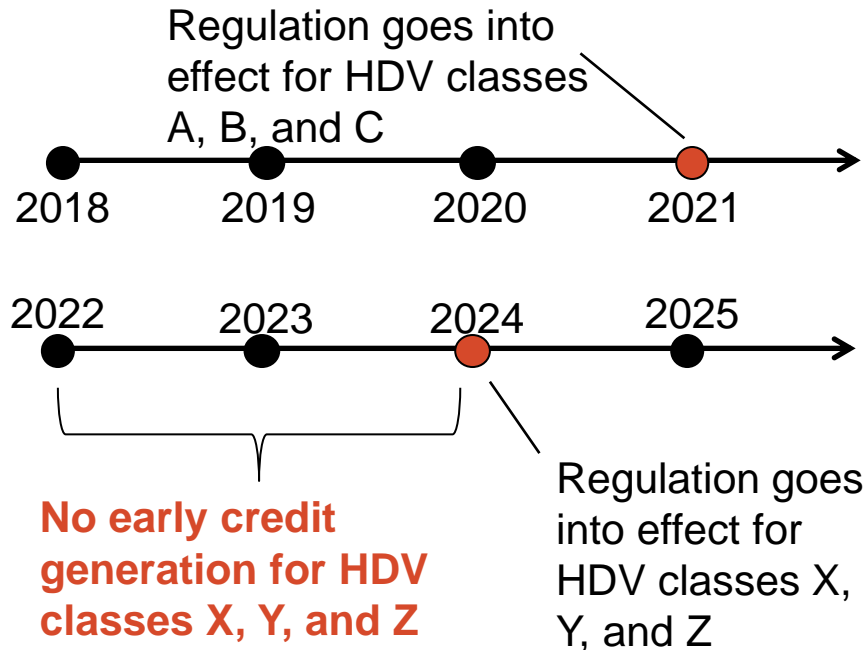 Regulation goes into
effect for HDV classes
A, B, and C
2018 2019 2020 2021
2022 2023 2024 2025
No early credit
generation for HDV
classes X, Y, and Z
Regulation goes
into effect for
HDV classes X,
Y, and Z